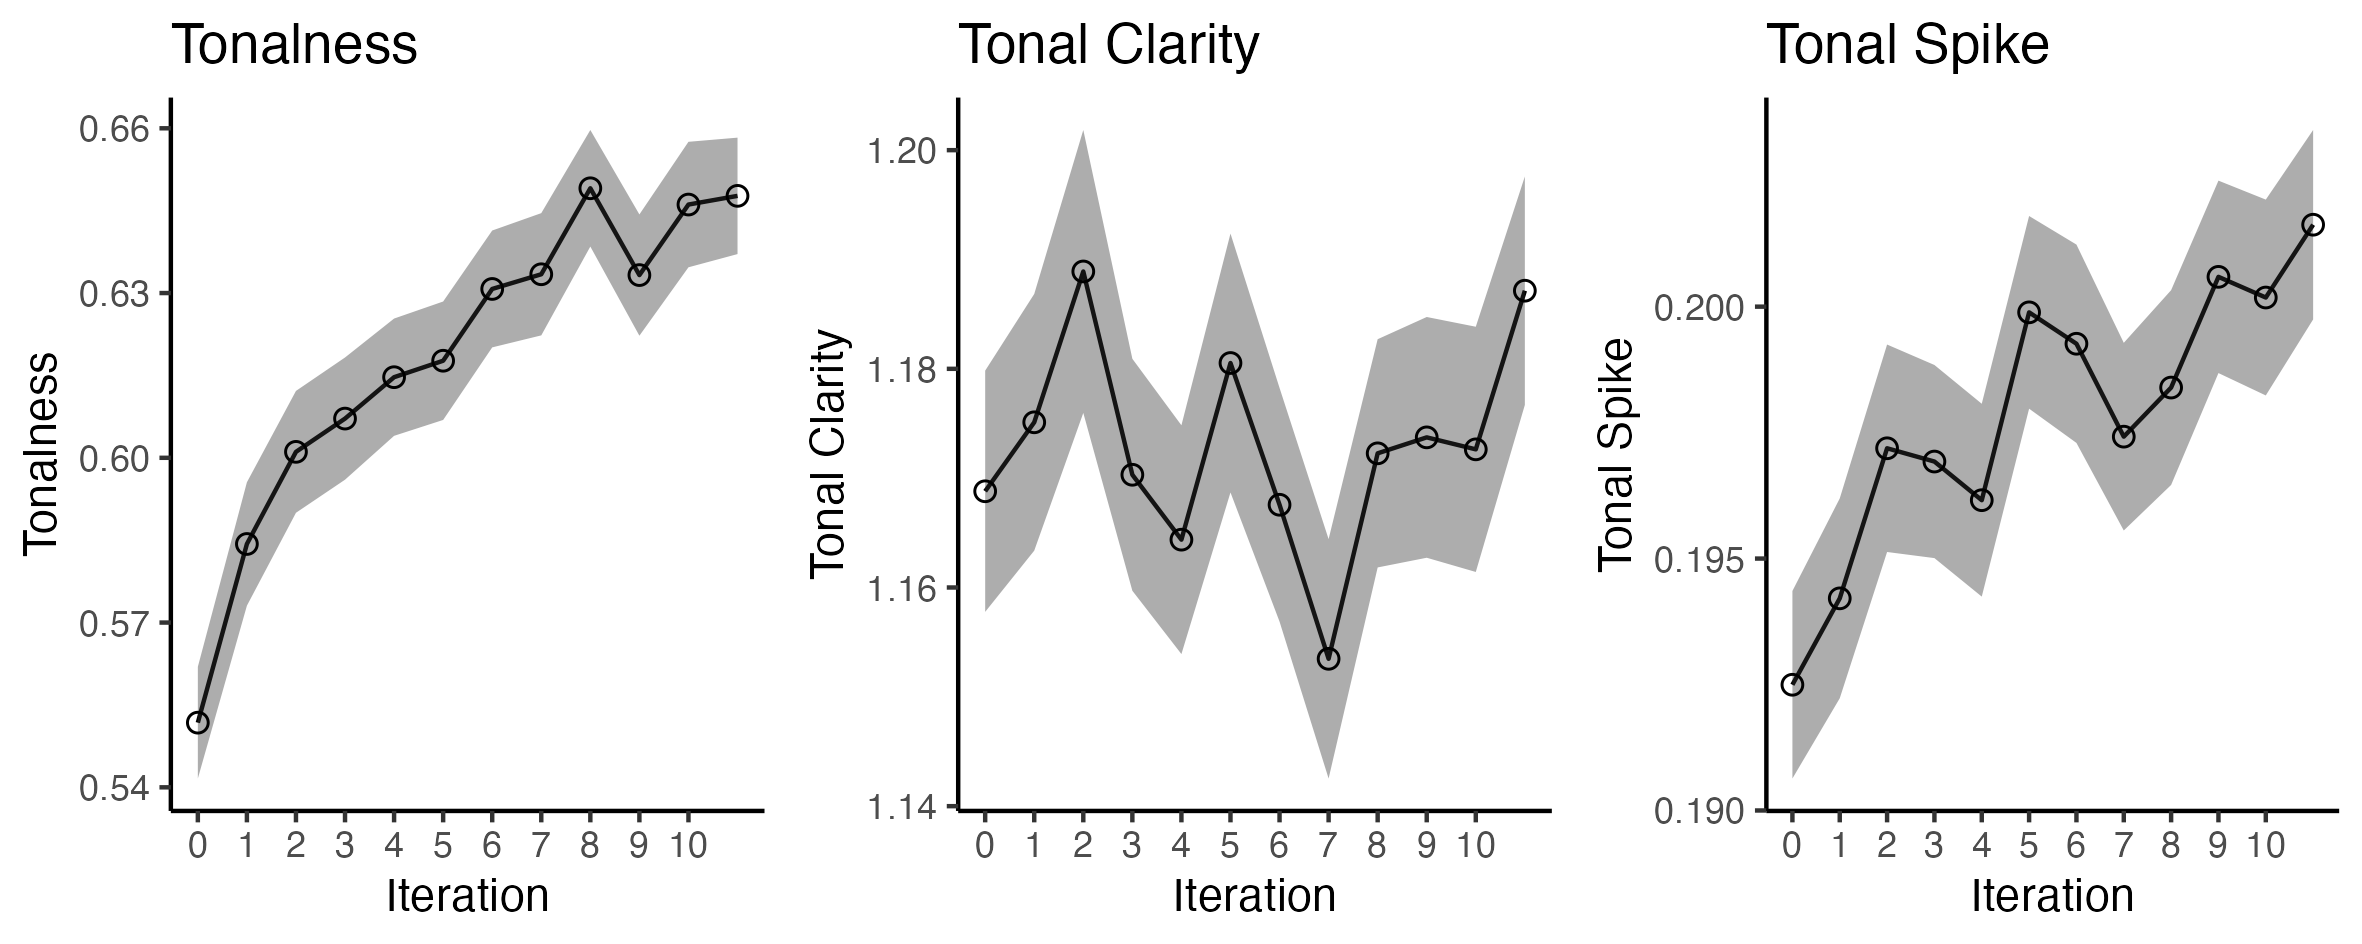 Tonalness
Tonal Clarity
Tonal Spike
Tonalness
0.66
0.63
0.60
0.57
0.54
0 1 2 3 4 5 6 7 8 9 10
Iteration
Tonal Clarity
1.20
1.18
1.16
1.14
0 1 2 3 4 5 6 7 8 9 10
Iteration
Tonal Spike
0.200
0.195
0.190
0 1 2 3 4 5 6 7 8 9 10
Iteration